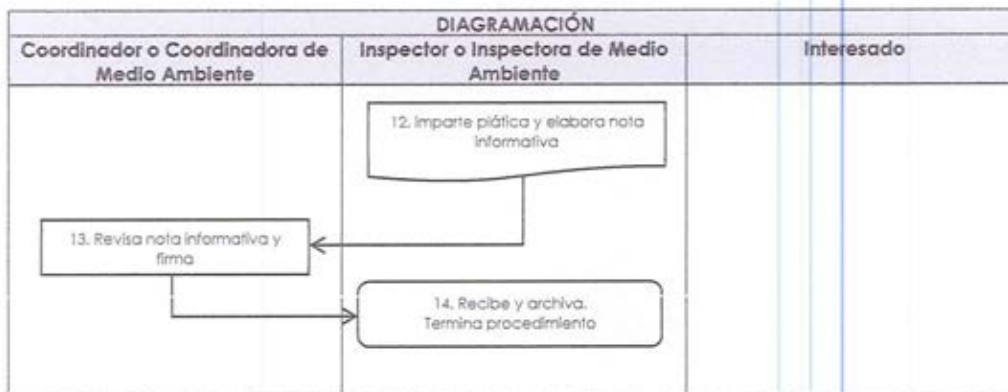 DIAGRAMACIÓN
Coordinador o Coordinadora de
Medio Ambiente
Inspector o Inspectora de Medio
Ambiente
Interesado
12. Imparte plática y elabora nota
informativa
13. Revisa nota informativa y
firma
14. Recibe y archiva.
Termina procedimiento